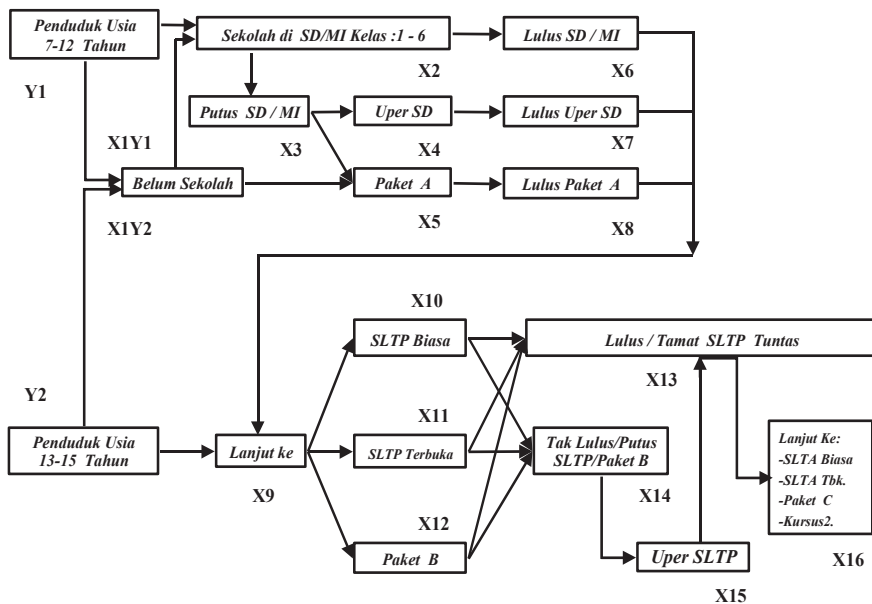 Penduduk Usia
7-12 Tahun
Sekolah di SD/MI Kelas :1 - 6
Lulus SD / MI
Y1
X2
X6
Putus SD / MI
Uper SD
Lulus Uper SD
X1Y1
X3
X4
X7
Belum Sekolah
Paket A
Lulus Paket A
X1Y2
X5
X8
X10
SLTP Biasa
Lulus / Tamat SLTP Tuntas
Y2
X13
X11
Penduduk Usia
13-15 Tahun
Lanjut ke
SLTP Terbuka
Tak Lulus/Putus
SLTP/Paket B
Lanjut Ke:
-SLTA Biasa
-SLTA Tbk.
-Paket C
-Kursus2.
X9
X14
X12
Paket B
Uper SLTP
X16
X15